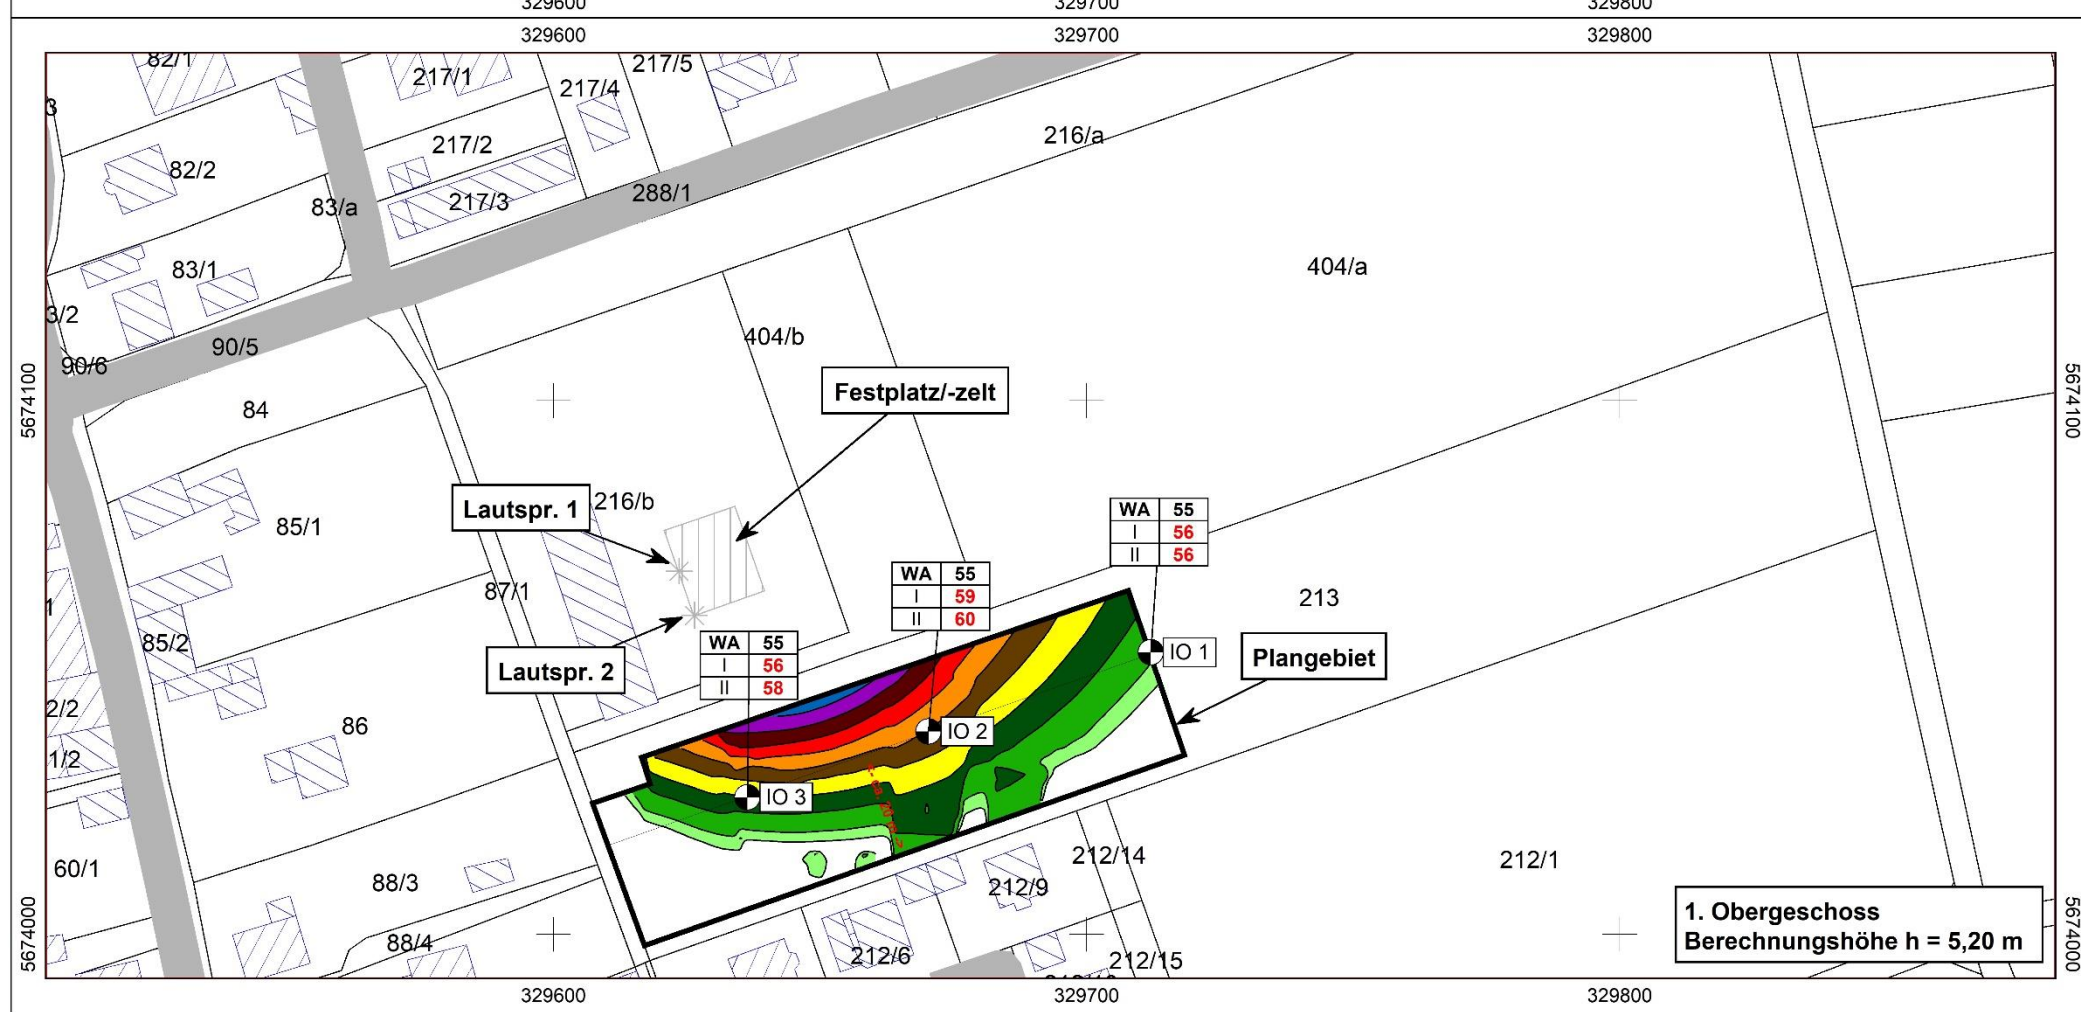 329600 329700 329800
329600 329700 329800
82/1 217/1 217/4 217/5
3
217/2 216/a
82/2
83/a 217/3 288/1
83/1 404/a
3/2
90/6 90/5 404/b
5674100 5674100
84 Festplatz/-zelt
Lautspr. 1 216/b
WA 55
I 56
II 56
85/1
WA 55
I 59
II 60
87/1 213
1
85/2
WA 55
I 56
II 58
Lautspr. 2
IO 1 Plangebiet
2/2
86 IO 2
1/2
IO 3
60/1 88/3 212/14 212/1
212/9
1. Obergeschoss
Berechnungshöhe h = 5,20 m
5674000 5674000
88/4 212/6 212/15
329600 329700 329800